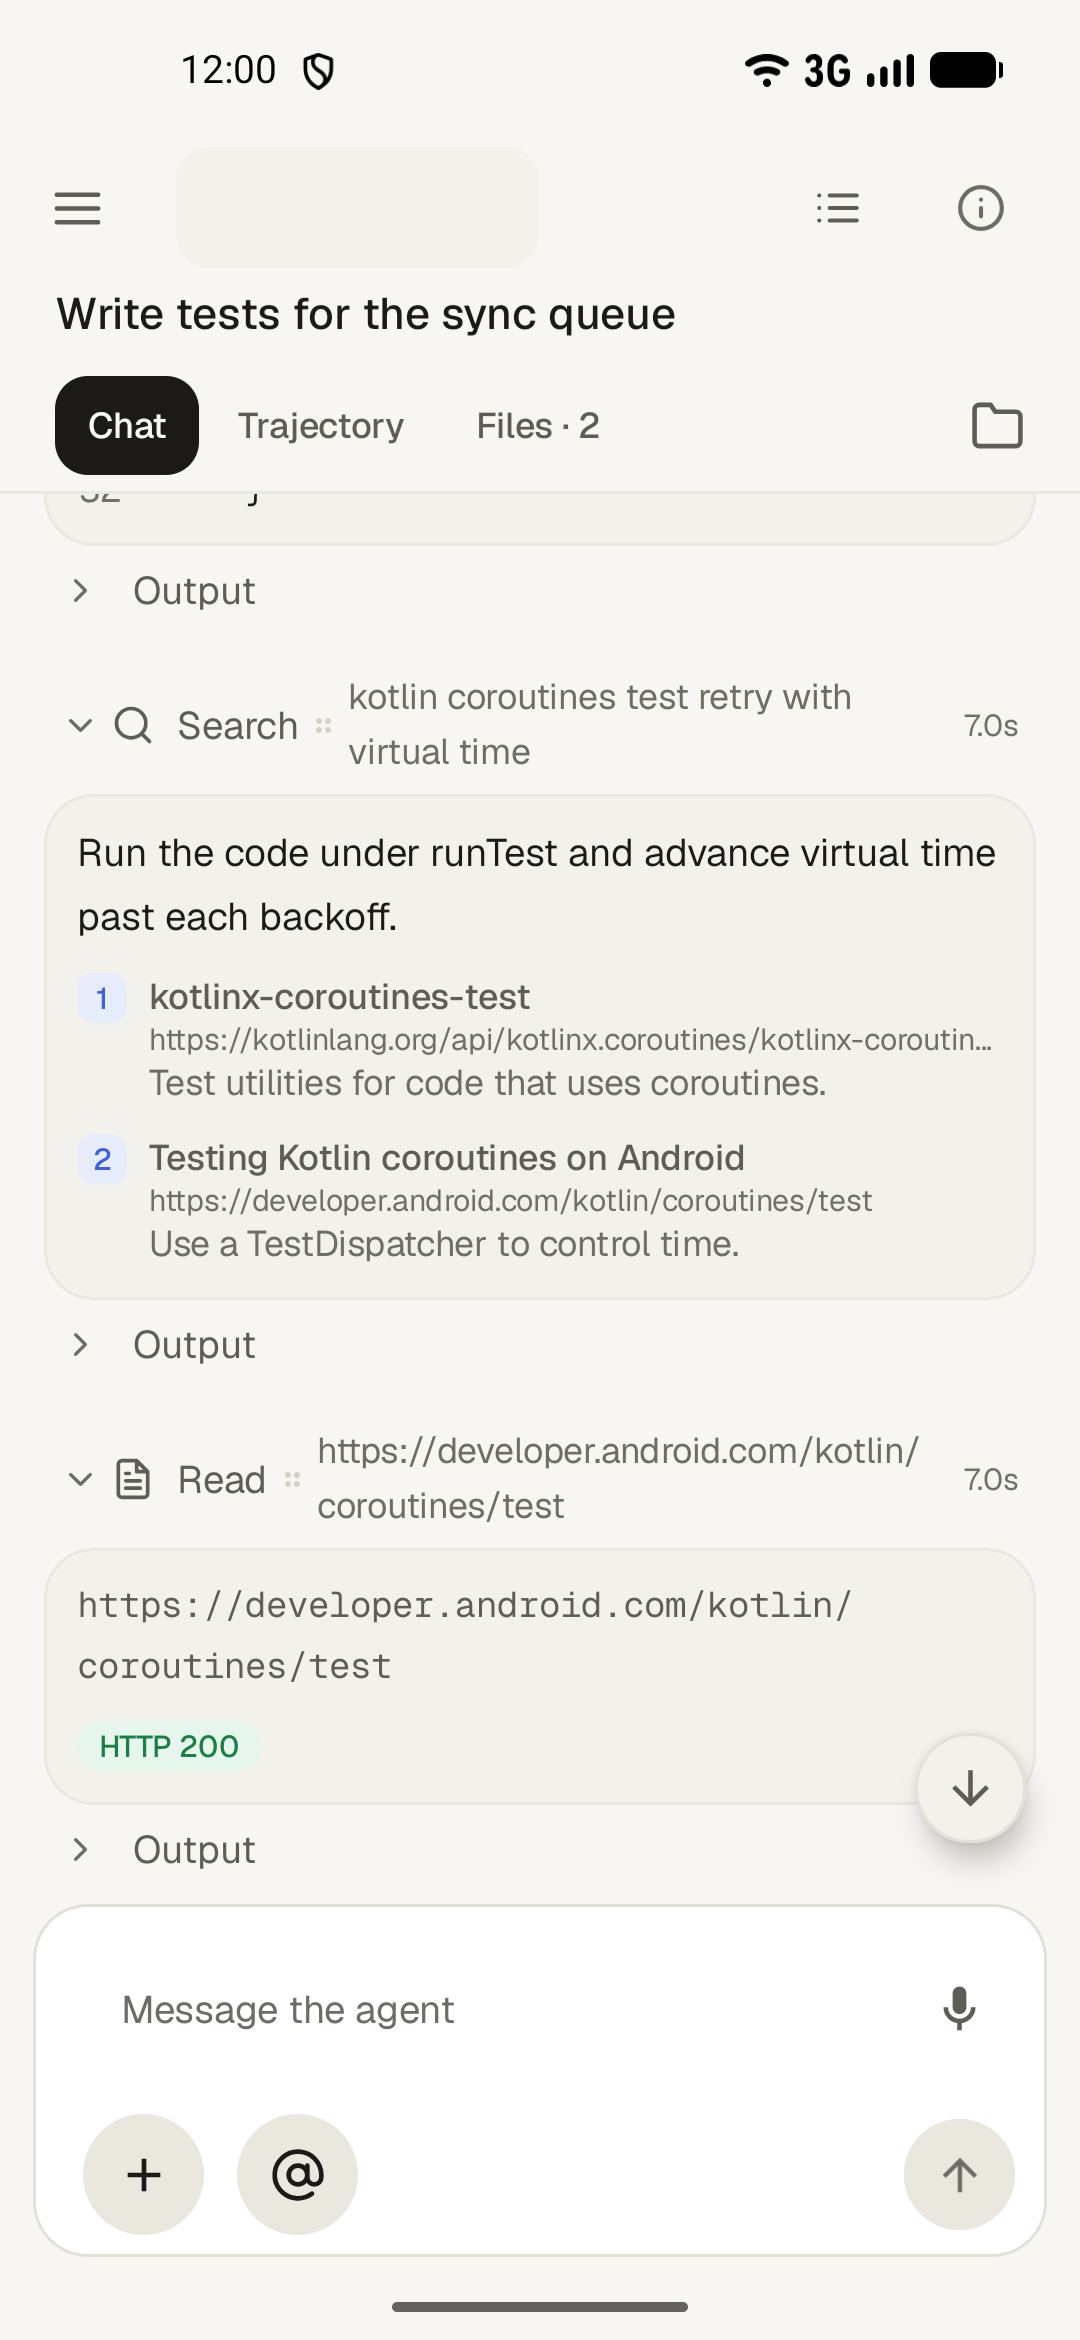 12:00
3G
Write tests for the sync queue
Chat
Trajectory
Files · 2
Output
Search
kotlin coroutines test retry with
virtual time
7.0s
Run the code under runTest and advance virtual time
past each backoff.
1
kotlinx-coroutines-test
https://kotlinlang.org/api/kotlinx.coroutines/kotlinx-coroutin...
Test utilities for code that uses coroutines.
2
Testing Kotlin coroutines on Android
https://developer.android.com/kotlin/coroutines/test
Use a TestDispatcher to control time.
Output
Read
https://developer.android.com/kotlin/
coroutines/test
7.0s
https://developer.android.com/kotlin/
coroutines/test
HTTP 200
Output
Message the agent